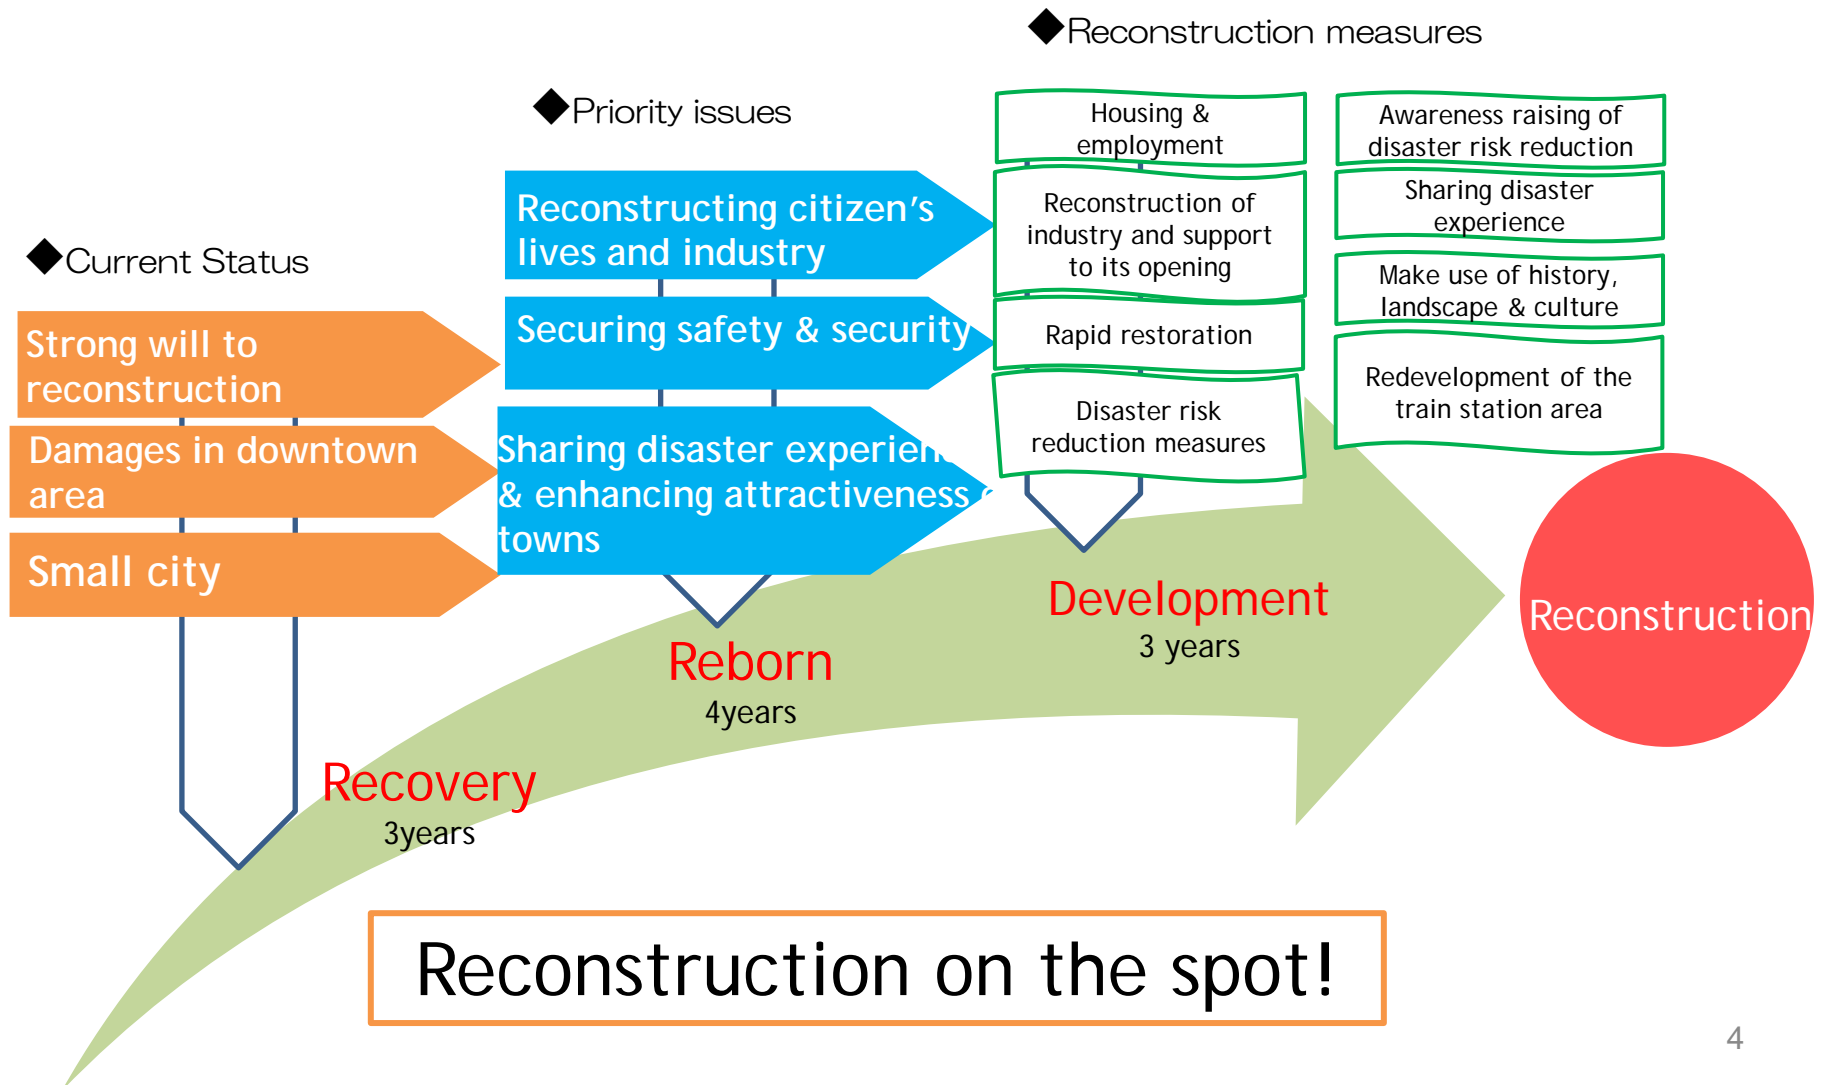 ◆Reconstruction measures
◆Priority issues
◆Current Status
Strong will to
reconstruction
Damages in downtown
area
Small city
Reconstructing citizen's
lives and industry
Securing safety & security
Sharing disaster
& enhancing attractiveness
towns
Housing &
employment
Reconstruction of
industry and support
to its opening
Rapid restoration
Disaster risk
reduction measures
Awareness raising of
disaster risk reduction
Sharing disaster
experience
Make use of history,
landscape & culture
Redevelopment of the
train station area
Recovery
3years
Reborn
4years
Development
3 years
Reconstruction
Reconstruction on the spot!
4